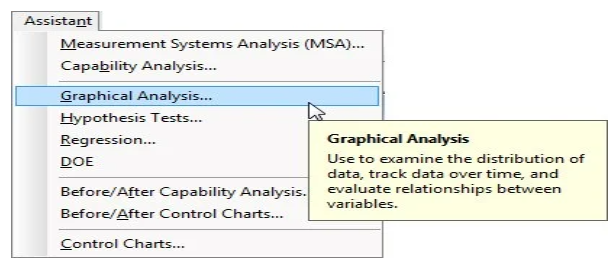 Assistant
Measurement Systems Analysis (MSA)...
Capability Analysis...
Graphical Analysis...
Hypothesis Tests...
Regression...
DOE
Before/After Capability Analysis.
Before/After Control Charts...
Control Charts...
Graphical Analysis
Use to examine the distribution of
data, track data over time, and
evaluate relationships between
variables.